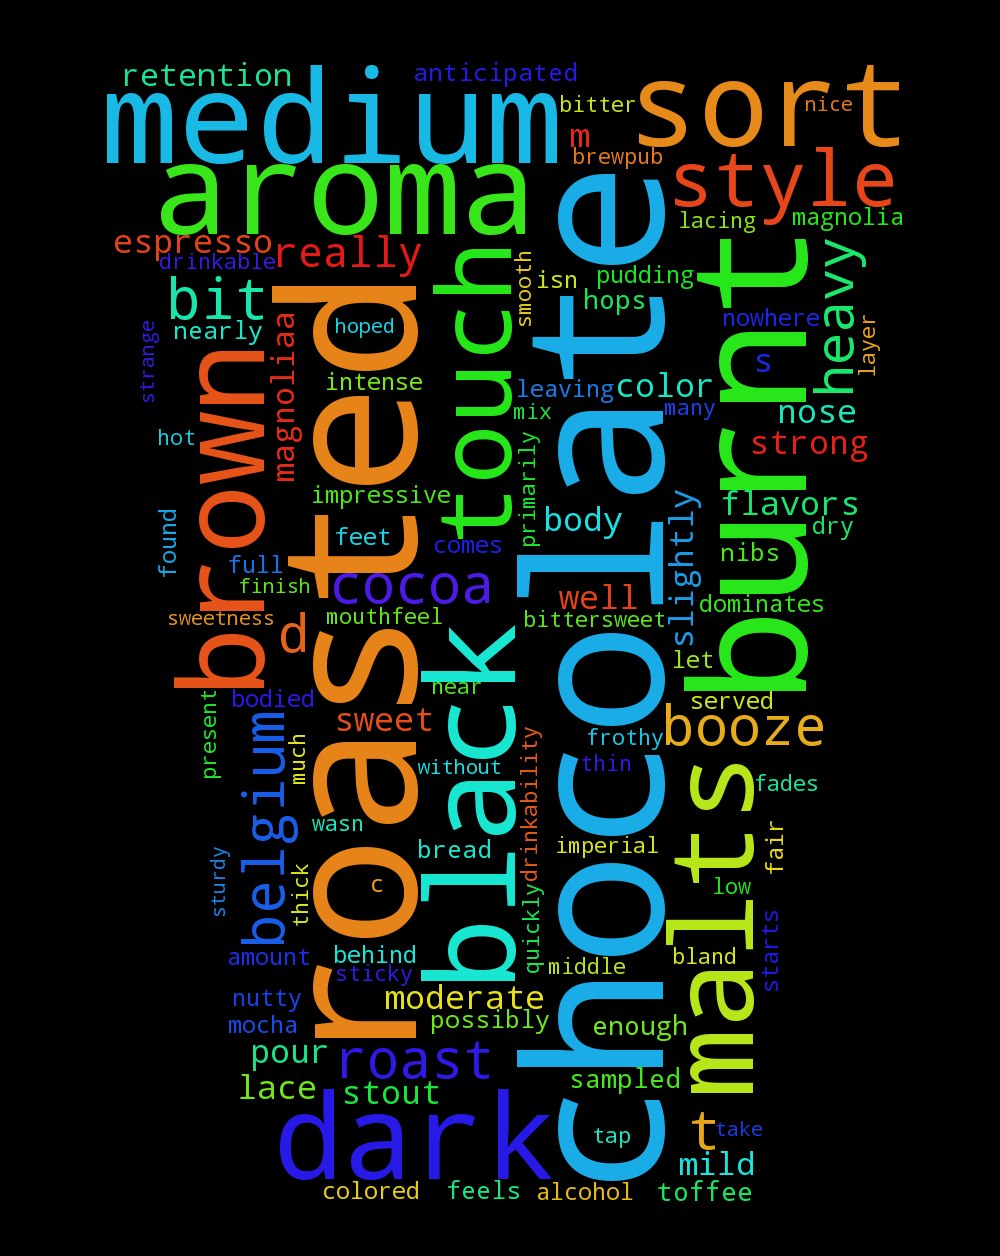 retention
anticipated
medium
sort
bitter
nice
m
brewpub
aroma
style
chocolate
lacing
magnolia
espresso
really
drinkable
touch
smooth
isn
pudding
burnt
heavy
bit
roasted
hops
nearly
hoped
nowhere
strange
magnoliaa
layer
brown
intense
leaving
color
s
mix
many
nose
hot
primarily
strong
impressive
body
slightly
flavors
found
feet
comes
dry
full
nibs
finish
cocoa
well
dominates
sweetness
mouthfeel
bittersweet
d
black
let
near
present
bodied
served
belgium
much
sweet
drinkability
frothy
booze
without
thin
malts
fades
wasn
bread
imperial
fair
sturdy
thick
c
quickly
low
amount
behind
sticky
middle
bland
starts
nutty
moderate
mocha
possibly
enough
pour
roast
lace
stout
sampled
dark
tap
t
take
mild
colored
feels
alcohol
toffee